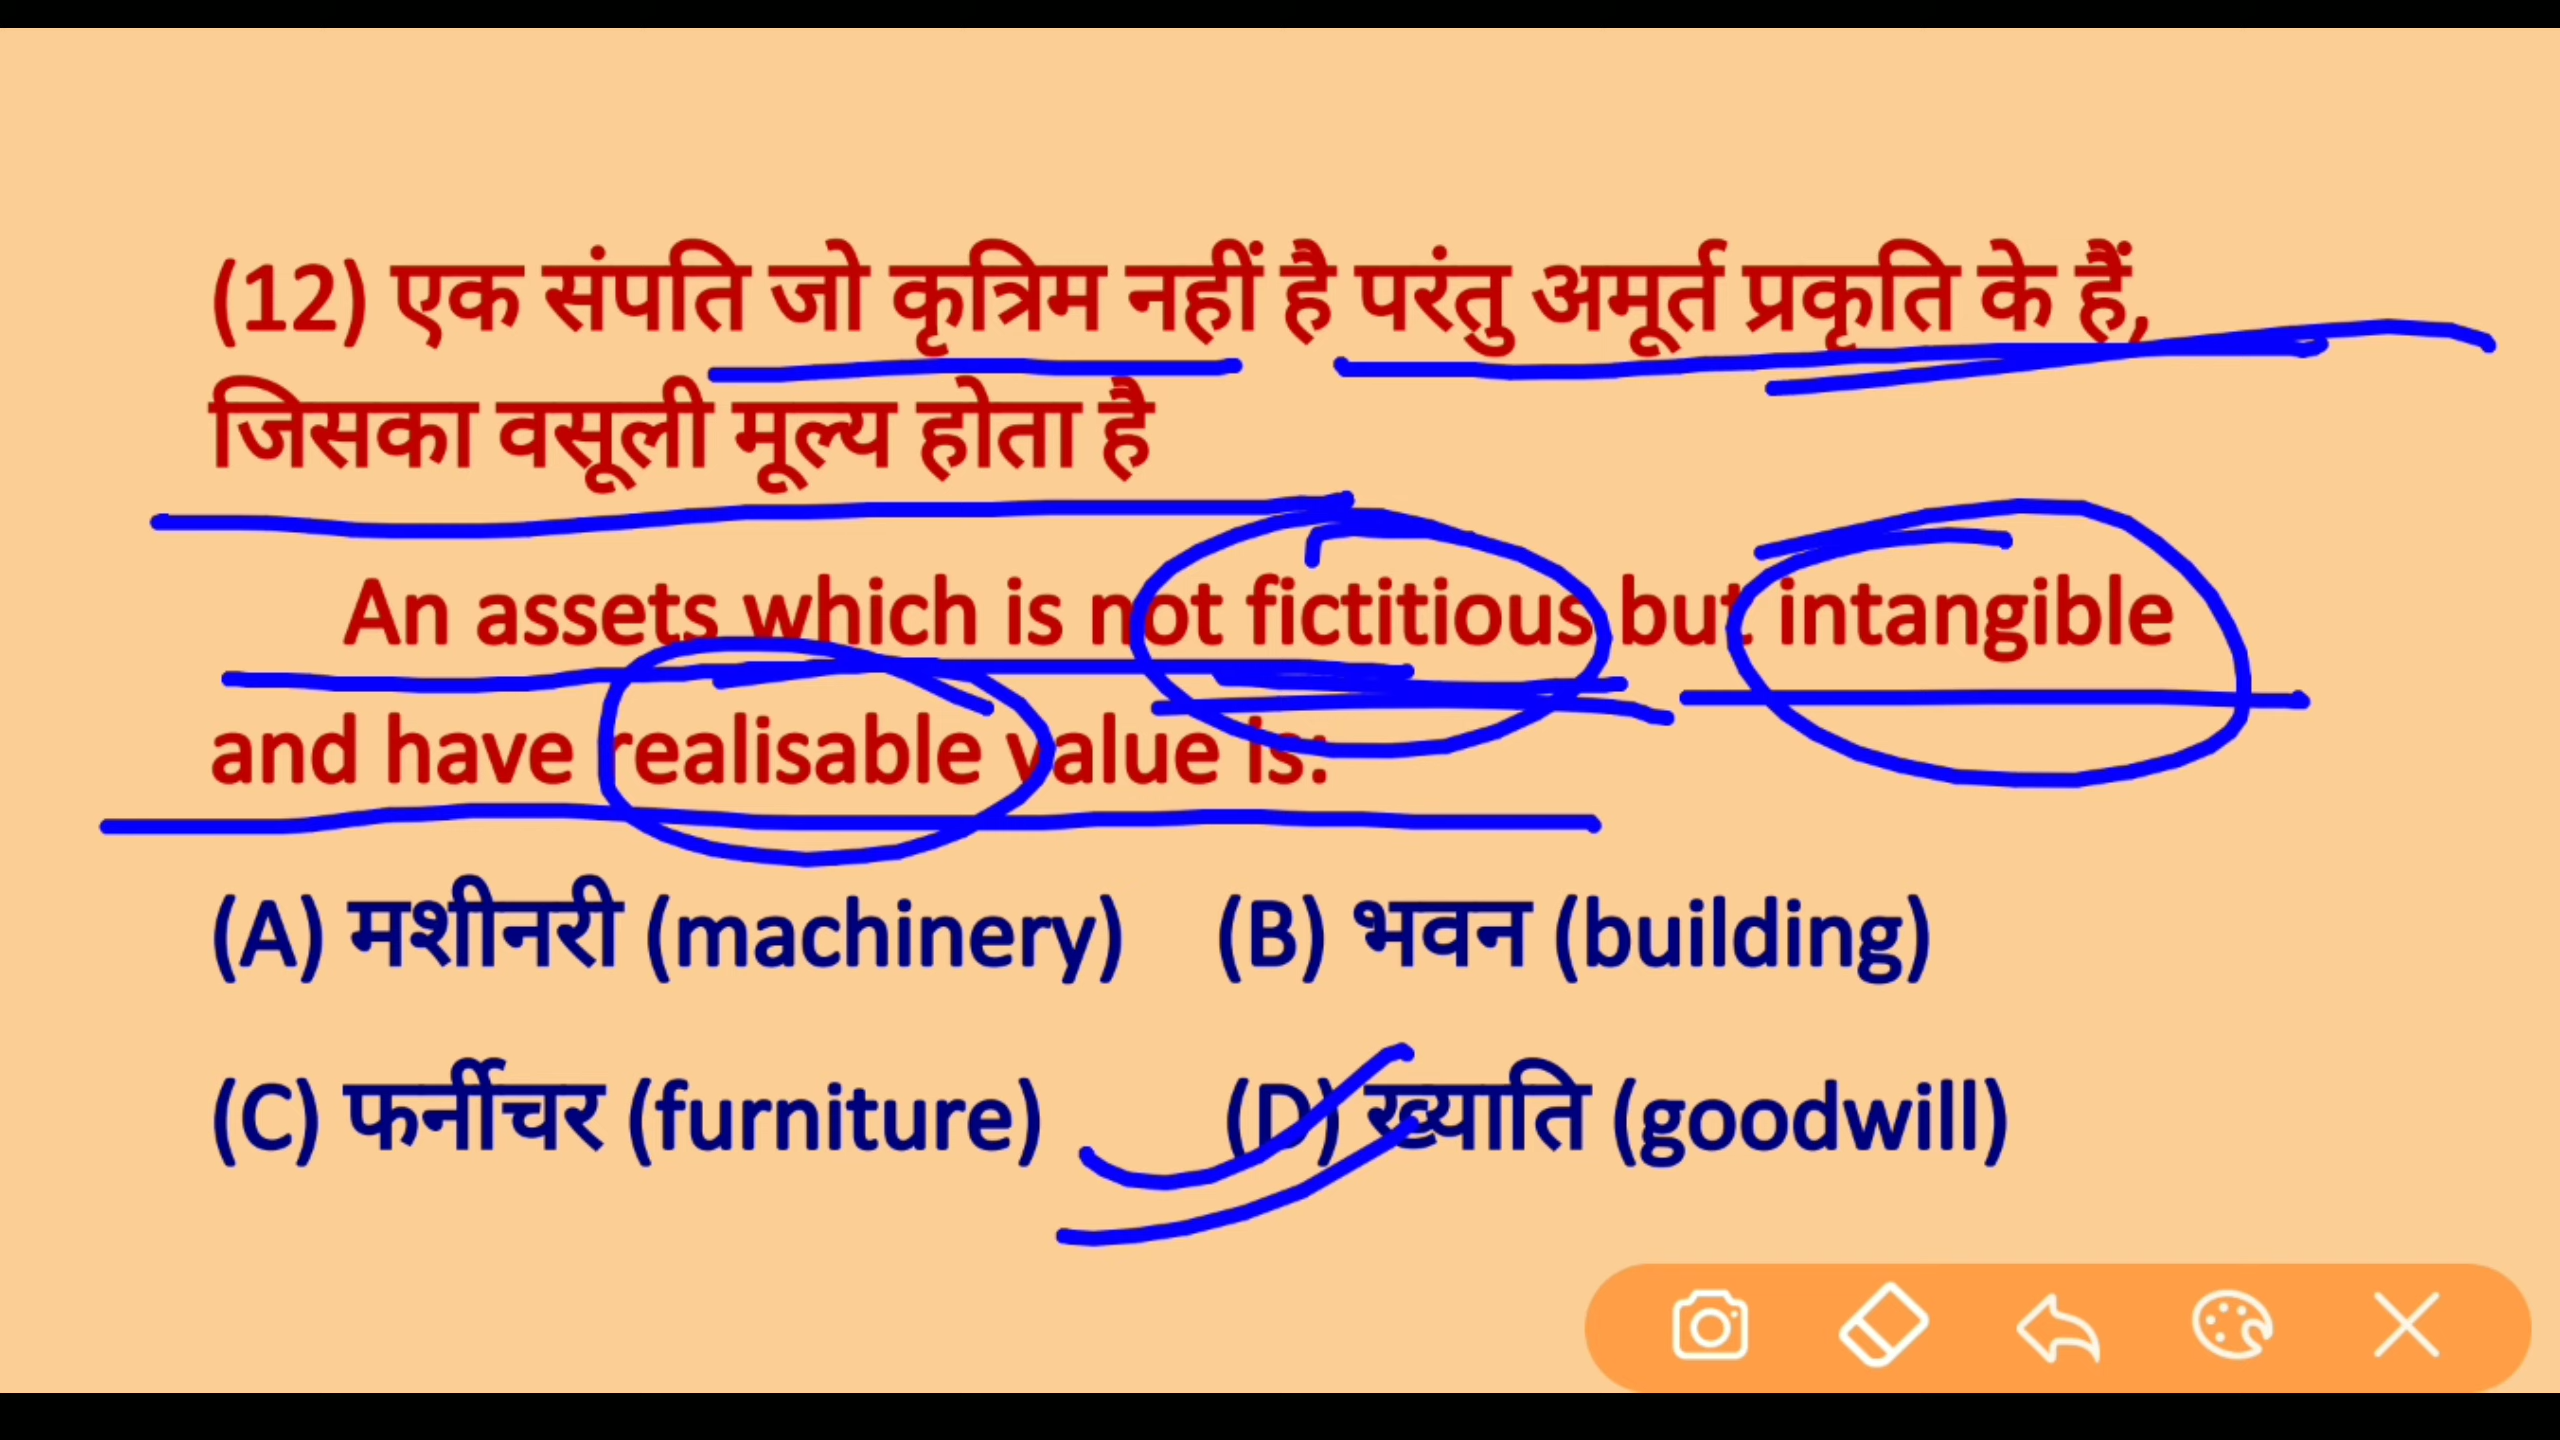 (12) एक संपति जो कृत्रिम नहीं है परंतु अमूर्त प्रकृति के हैं,
जिसका वसूली मूल्य होता है
An assets which is not fictitious but intangible
and have realisable value is:
(A) मशीनरी (machinery) (B) भवन (building)
(C) फर्नीचर (furniture) (D) ख्याति (goodwill)